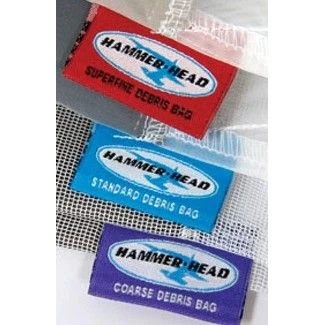 HAMMER-HEAD
SUPERFINE DEBRIS BAG
HAMMER-HEAD
STANDARD DEBRIS BAG
HAMMER-HEAD
COARSE DEBRIS BAG